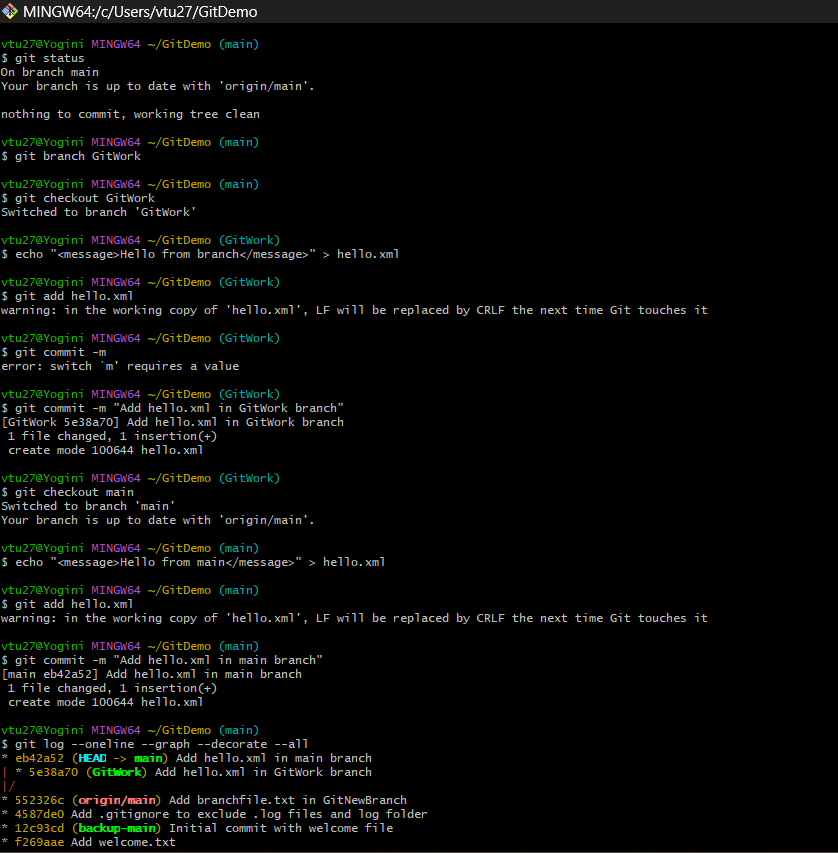 MINGW64:/c/Users/vtu27/GitDemo
vtu27@Yogini MINGW64 ~/GitDemo (main)
$ git status
On branch main
Your branch is up to date with 'origin/main'.
nothing to commit, working tree clean
vtu27@Yogini MINGW64 ~/GitDemo (main)
$ git branch GitWork
vtu27@Yogini MINGW64 ~/GitDemo (main)
$ git checkout GitWork
Switched to branch 'GitWork'
vtu27@Yogini MINGW64 ~/GitDemo (GitWork)
$ echo "<message>Hello from branch</message>" > hello.xml
vtu27@Yogini MINGW64 ~/GitDemo (GitWork)
$ git add hello.xml
warning: in the working copy of 'hello.xml', LF will be replaced by CRLF the next time Git touches it
vtu27@Yogini MINGW64 ~/GitDemo (GitWork)
$ git commit -m
error: switch `m' requires a value
vtu27@Yogini MINGW64 ~/GitDemo (GitWork)
$ git commit -m "Add hello.xml in GitWork branch"
[GitWork 5e38a70] Add hello.xml in GitWork branch
 1 file changed, 1 insertion(+)
 create mode 100644 hello.xml
vtu27@Yogini MINGW64 ~/GitDemo (GitWork)
$ git checkout main
Switched to branch 'main'
Your branch is up to date with 'origin/main'.
vtu27@Yogini MINGW64 ~/GitDemo (main)
$ echo "<message>Hello from main</message>" > hello.xml
vtu27@Yogini MINGW64 ~/GitDemo (main)
$ git add hello.xml
warning: in the working copy of 'hello.xml', LF will be replaced by CRLF the next time Git touches it
vtu27@Yogini MINGW64 ~/GitDemo (main)
$ git commit -m "Add hello.xml in main branch"
[main eb42a52] Add hello.xml in main branch
 1 file changed, 1 insertion(+)
 create mode 100644 hello.xml
vtu27@Yogini MINGW64 ~/GitDemo (main)
$ git log --oneline --graph --decorate --all
* eb42a52 (HEAD -> main) Add hello.xml in main branch
| * 5e38a70 (GitWork) Add hello.xml in GitWork branch
|/
* 552326c (origin/main) Add branchfile.txt in GitNewBranch
* 4587de0 Add .gitignore to exclude .log files and log folder
* 12c93cd (backup-main) Initial commit with welcome file
* f269aae Add welcome.txt